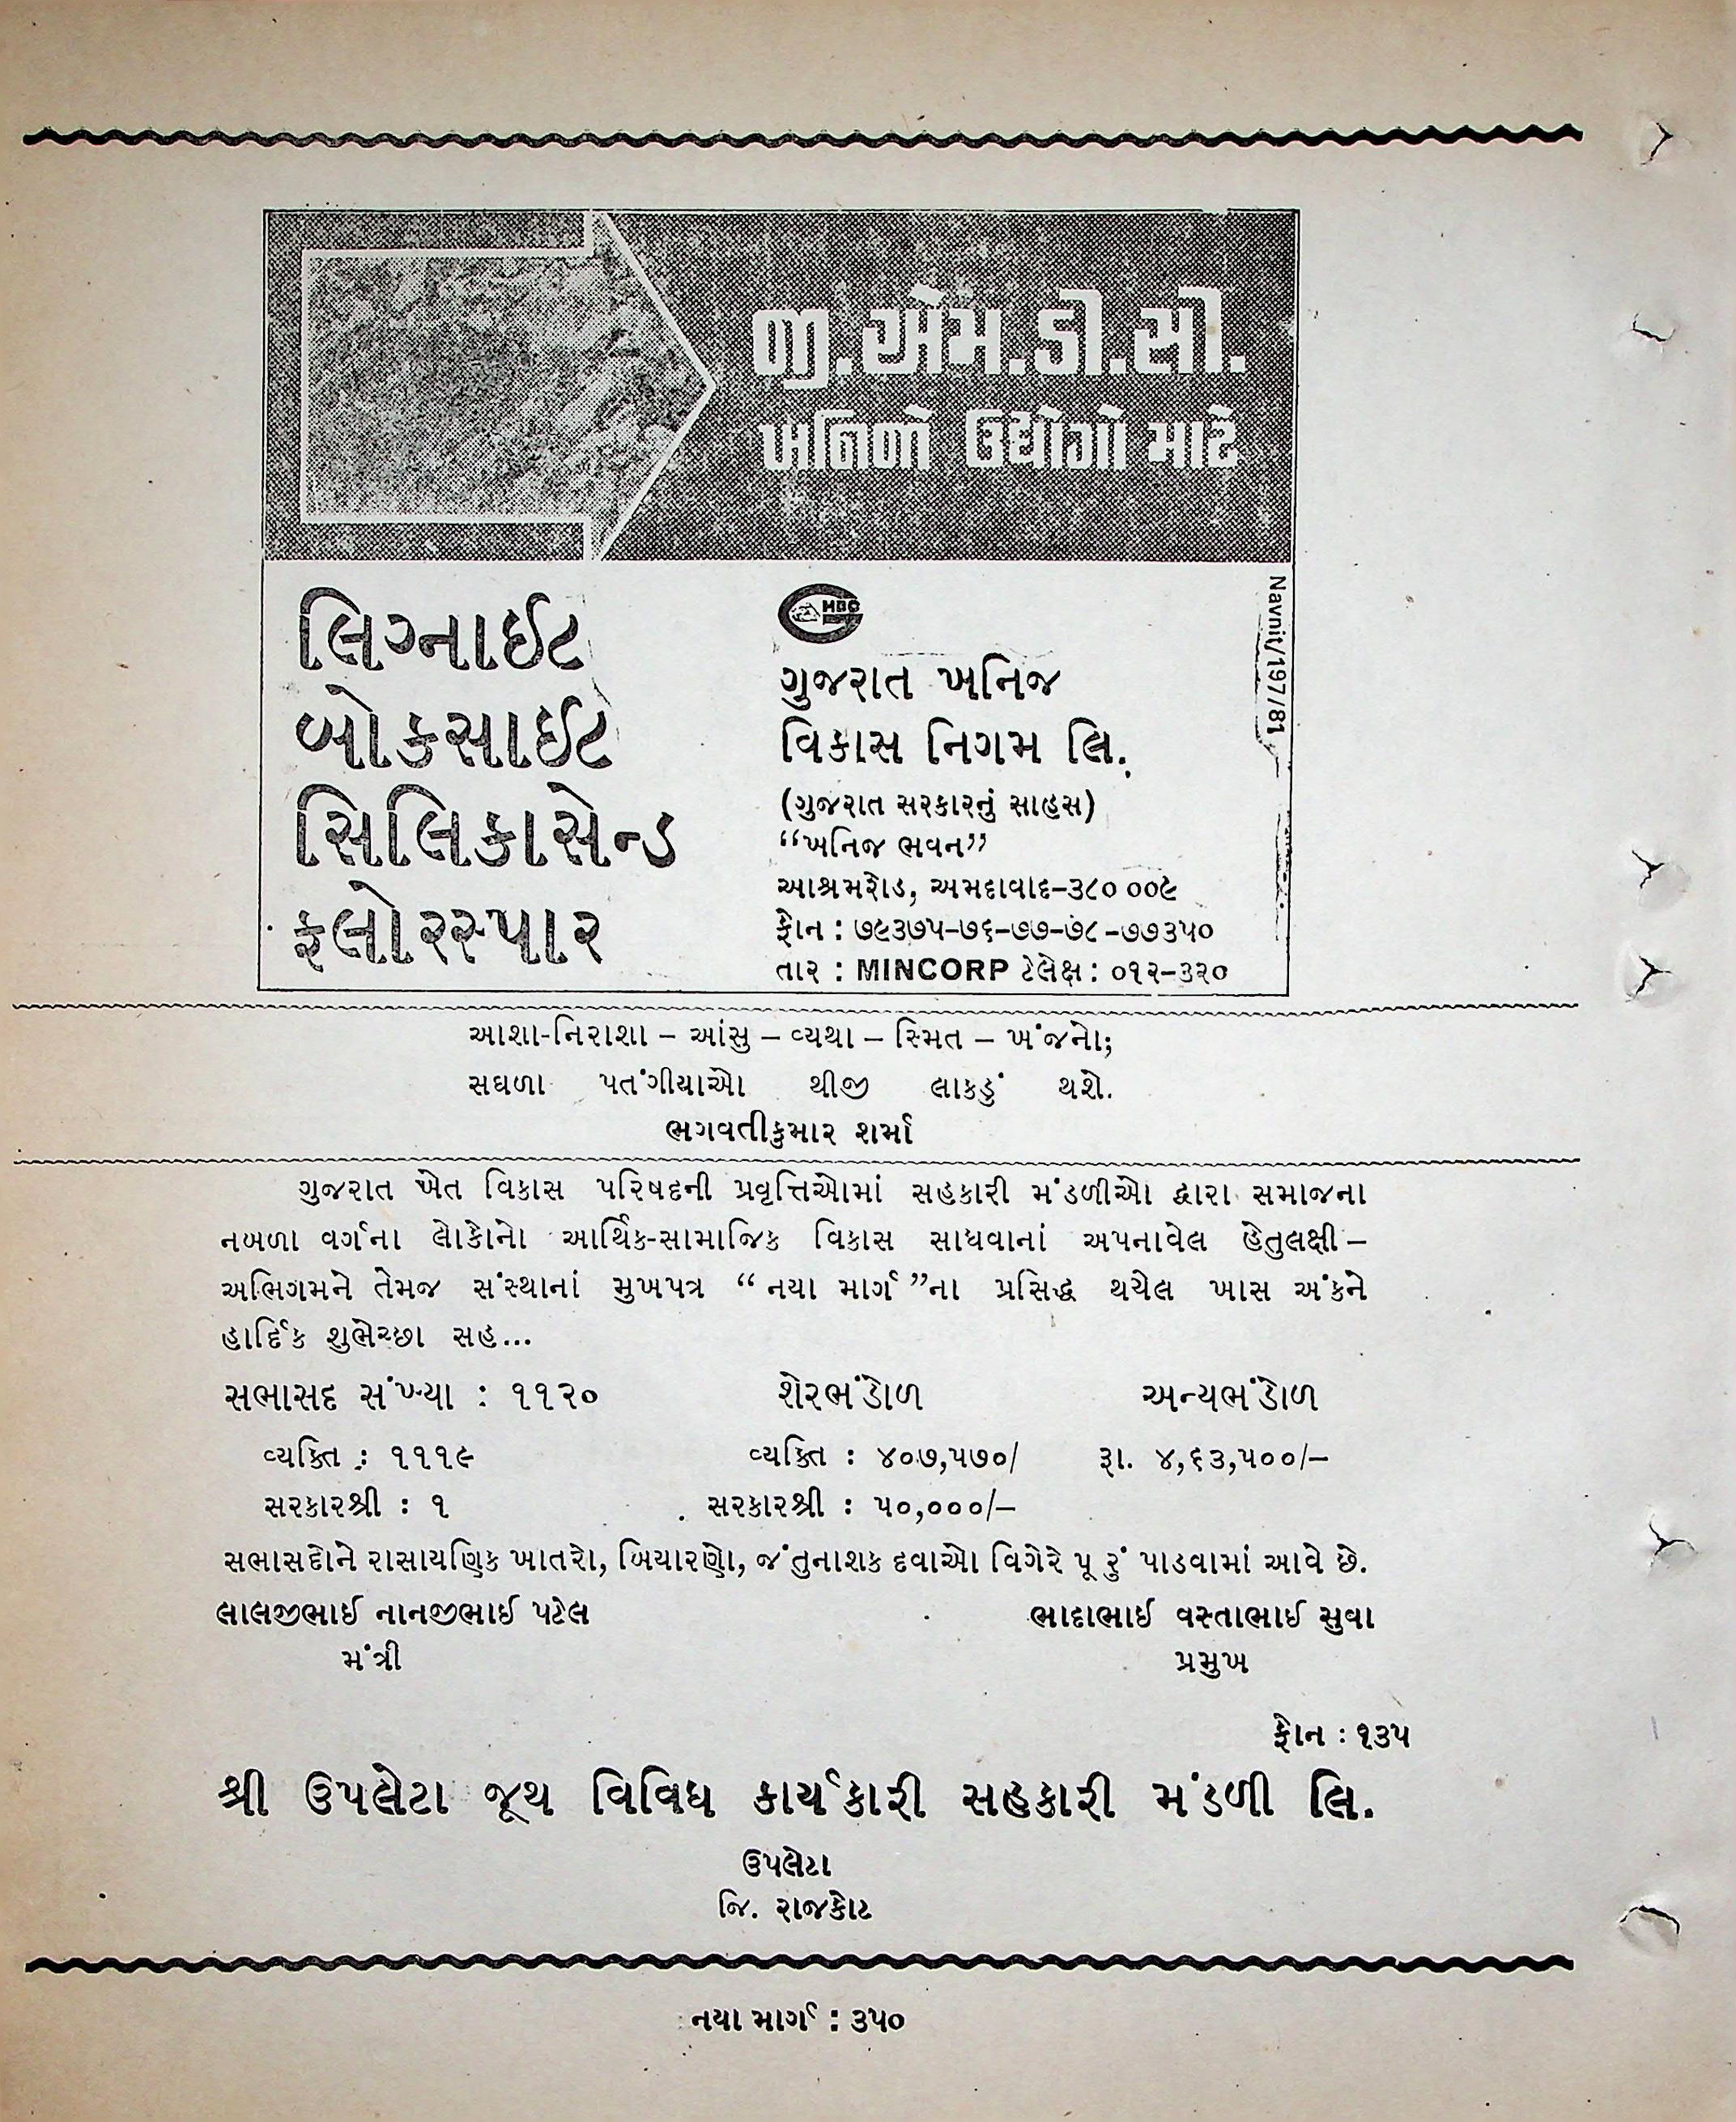 જી.એમ.ડી.સી.
ખનિજો ઉદ્યોગો માટે
લિગ્નાઈટ
બોકસાઈટ
સિલિકાસેન્ડ
ફલોરસ્પાર
ગુજરાત ખનિજ
વિકાસ નિગમ લિ.
(ગુજરાત સરકારનું સાહસ)
“ખનિજ ભવન”
આશ્રમરોડ, અમદાવાદ-૩૮૦ ૦૦૯
ફોન : ૭૯૩૭૫-૭૬-૭૭-૭૮-૭૭૩૫૦
તાર : MINCORP ટેલેક્ષ : ૦૧૨-૩૨૦
Navnit/197/81
આશા-નિરાશા – આંસુ – વ્યથા – સ્મિત – ખંજનો;
સઘળા પતંગીયાઓ થીજી લાકડું થશે.
ભગવતીકુમાર શર્મા
ગુજરાત ખેત વિકાસ પરિષદની પ્રવૃત્તિઓમાં સહકારી મંડળીઓ દ્વારા સમાજના
નબળા વર્ગના લોકોનો આર્થિક-સામાજિક વિકાસ સાધવાનાં અપનાવેલ હેતુલક્ષી –
અભિગમને તેમજ સંસ્થાનાં મુખપત્ર “નયા માર્ગ”ના પ્રસિદ્ધ થયેલ ખાસ અંકને
હાર્દિક શુભેચ્છા સહ...
સભાસદ સંખ્યા : ૧૧૨૦ શેરભંડોળ અન્યભંડોળ
વ્યક્તિ : ૧૧૧૯ વ્યક્તિ : ૪૦૭,૫૭૦/ રૂા. ૪,૬૩,૫૦૦/–
સરકારશ્રી : ૧ સરકારશ્રી : ૫૦,૦૦૦/–
સભાસદોને રાસાયણિક ખાતરો, બિયારણો, જંતુનાશક દવાઓ વિગેરે પૂરું પાડવામાં આવે છે.
લાલજીભાઈ નાનજીભાઈ પટેલ ભાદાભાઈ વસ્તાભાઈ સુવા
મંત્રી પ્રમુખ
ફોન : ૧૩૫
શ્રી ઉપલેટા જૂથ વિવિધ કાર્યકારી સહકારી મંડળી લિ.
ઉપલેટા
જિ. રાજકોટ
નયા માર્ગ : ૩૫૦